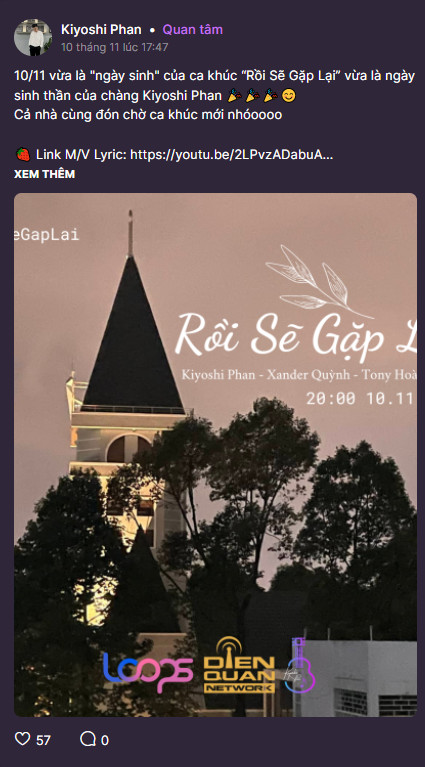 Kiyoshi Phan • Quan tâm
10 tháng 11 lúc 17:47
10/11 vừa là "ngày sinh" của ca khúc “Rồi Sẽ Gặp Lại” vừa là ngày
sinh thần của chàng Kiyoshi Phan 🎉🎉🎉😊
Cả nhà cùng đón chờ ca khúc mới nhóoooo
🍓 Link M/V Lyric: https://youtu.be/2LPvzADabuA...
XEM THÊM
eGapLai
Rồi Sẽ Gặp L
Kiyoshi Phan - Xander Quỳnh - Tony Hoà
20:00 10.11
Loops
DIEN
QUAN
NETWORK
57
0